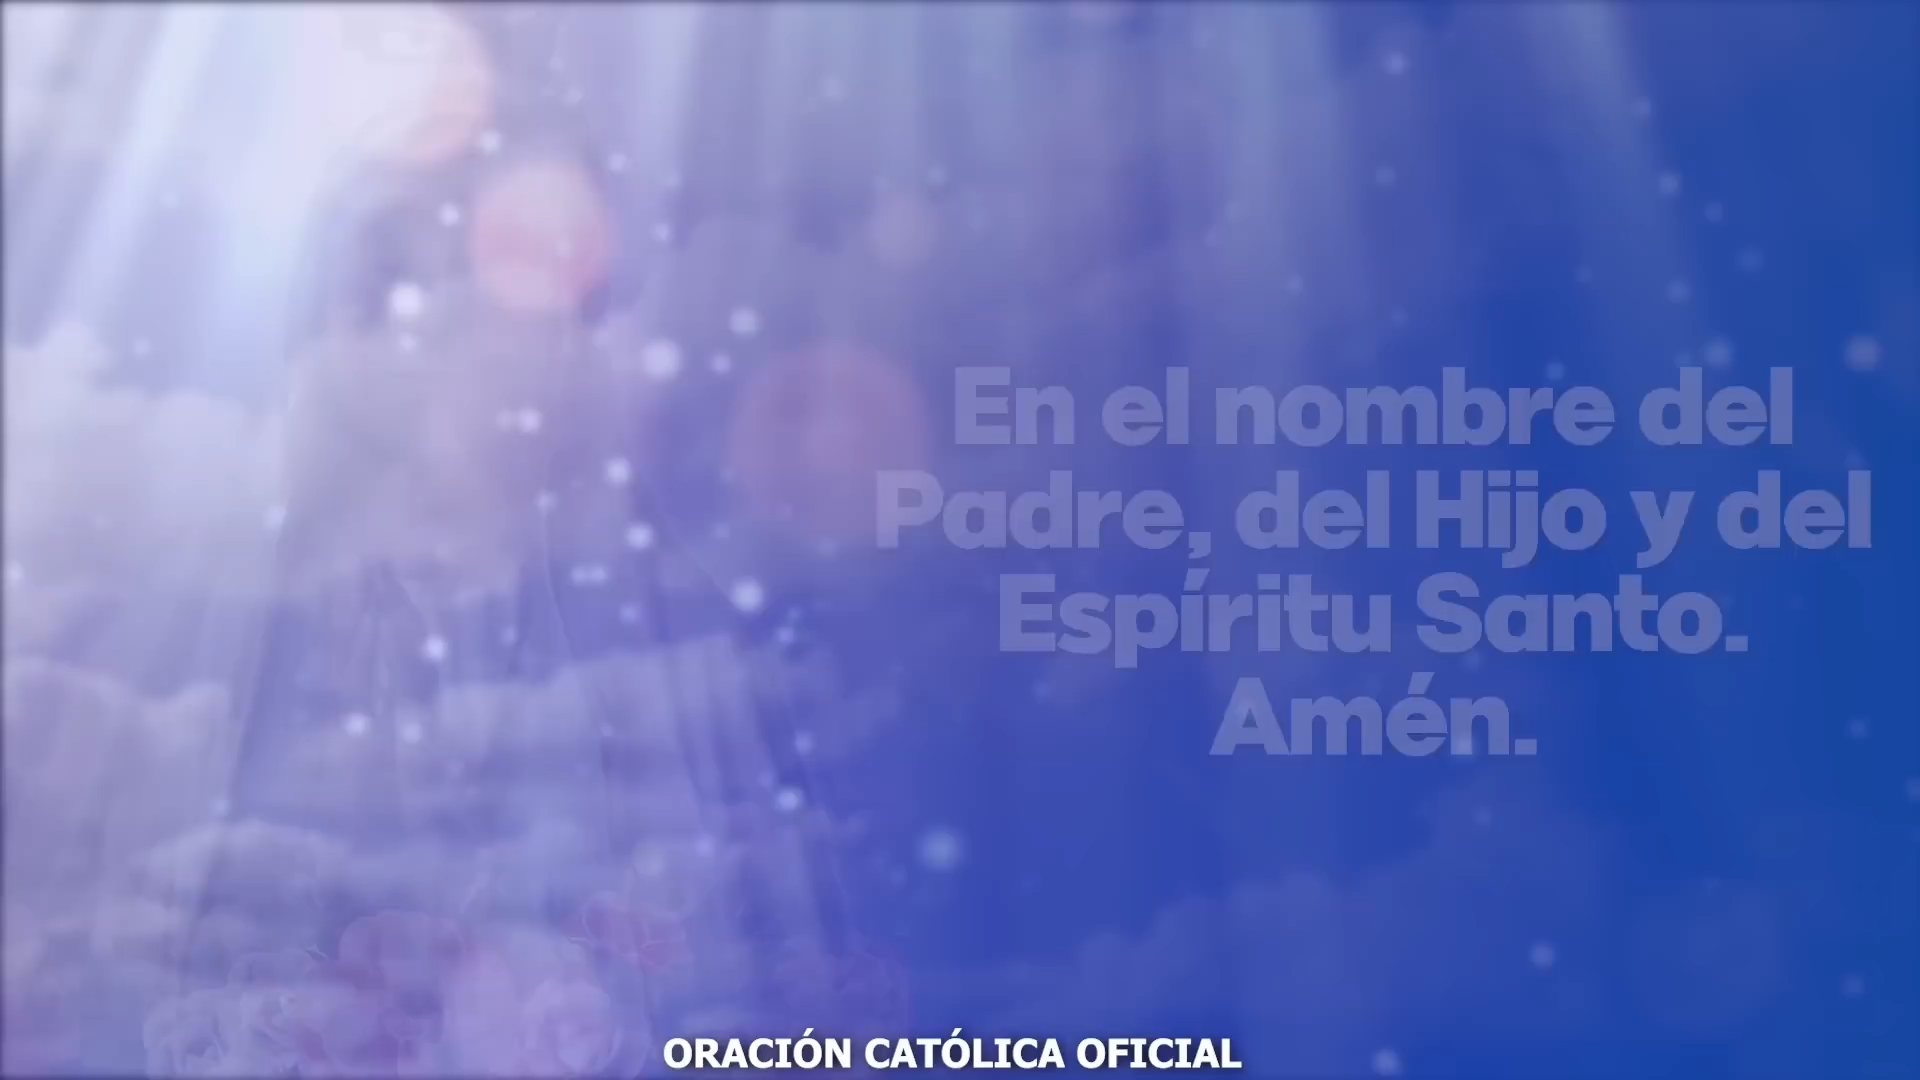 En el nombre del
Padre, del Hijo y del
Espíritu Santo.
Amén.
ORACIÓN CATÓLICA OFICIAL